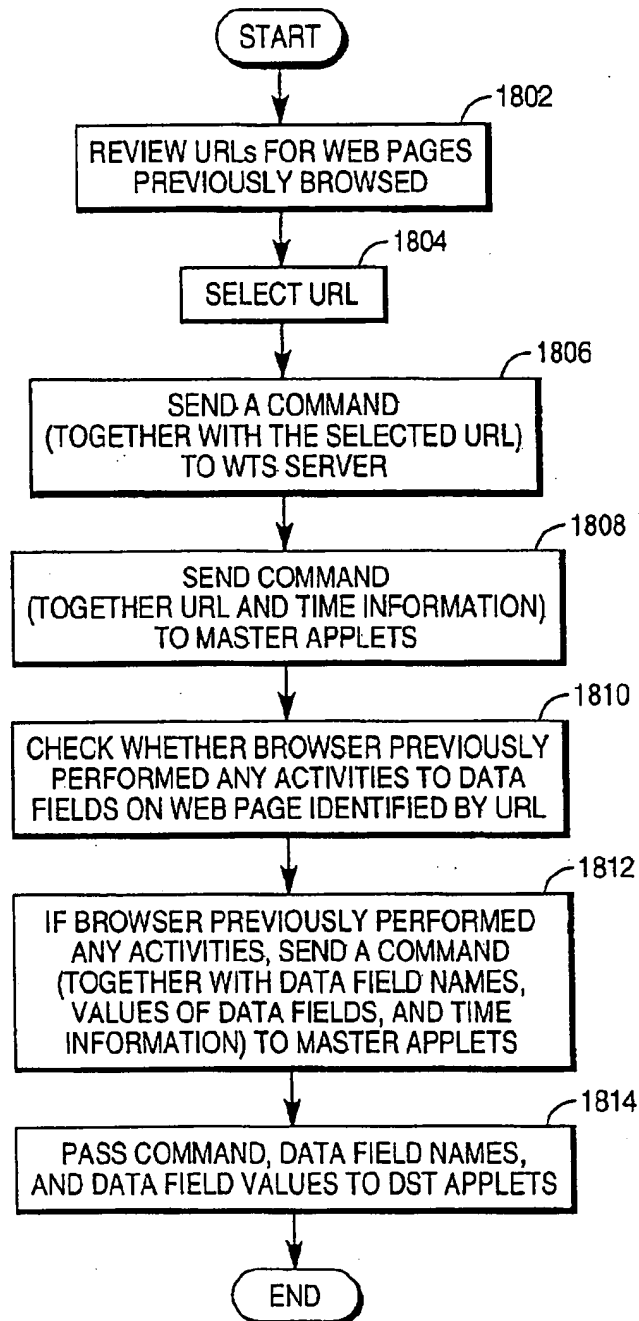 START
1802
REVIEW URLs FOR WEB PAGES
PREVIOUSLY BROWSED
1804
SELECT URL
1806
SEND A COMMAND
(TOGETHER WITH THE SELECTED URL)
TO WTS SERVER
1808
SEND COMMAND
(TOGETHER URL AND TIME INFORMATION)
TO MASTER APPLETS
1810
CHECK WHETHER BROWSER PREVIOUSLY
PERFORMED ANY ACTIVITIES TO DATA
FIELDS ON WEB PAGE IDENTIFIED BY URL
1812
IF BROWSER PREVIOUSLY PERFORMED
ANY ACTIVITIES, SEND A COMMAND
(TOGETHER WITH DATA FIELD NAMES,
VALUES OF DATA FIELDS, AND TIME
INFORMATION) TO MASTER APPLETS
1814
PASS COMMAND, DATA FIELD NAMES,
AND DATA FIELD VALUES TO DST APPLETS
END